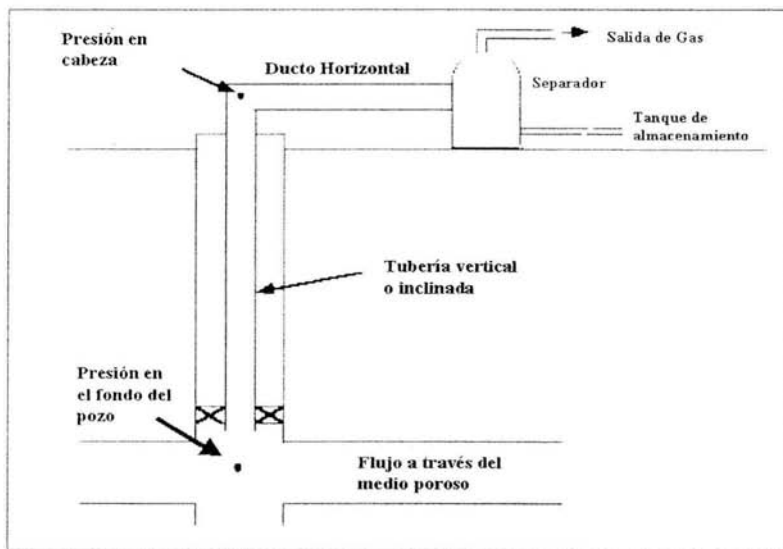 Presión en
cabeza
Ducto Horizontal
Salida de Gas
Separador
Tanque de
almacenamiento
Tubería vertical
o inclinada
Presión en
el fondo del
pozo
Flujo a través del
medio poroso